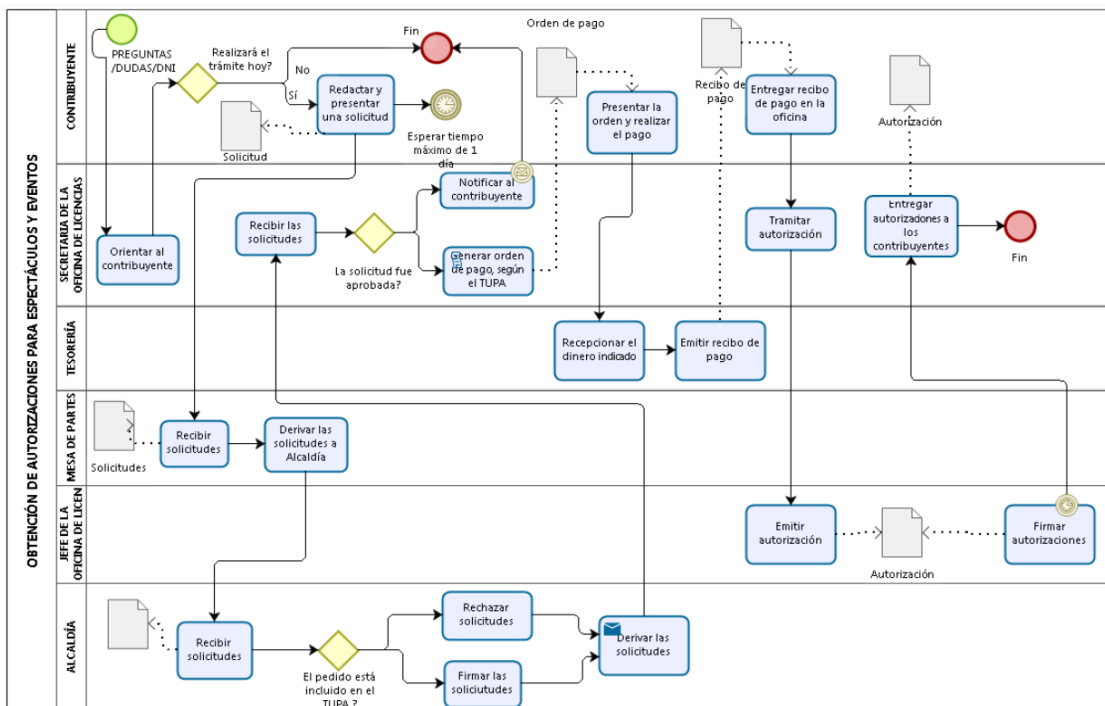 OBTENCIÓN DE AUTORIZACIONES PARA ESPECTÁCULOS Y EVENTOS
CONTRIBUYENTE
PREGUNTAS
/DUDAS/DNI
Realizará el
trámite hoy?
No
Sí
Fin
Redactar y
presentar
una solicitud
Solicitud
Esperar tiempo
máximo de 1
día
Orden de pago
Presentar la
orden y realizar
el pago
Recibo de
pago
Entregar recibo
de pago en la
oficina
Autorización
SECRETARIA DE LA
OFICINA DE LICENCIAS
Orientar al
contribuyente
Recibir las
solicitudes
La solicitud fue
aprobada?
Notificar al
contribuyente
Generar orden
de pago, según
el TUPA
Tramitar
autorización
Entregar
autorizaciones a
los
contribuyentes
Fin
TESORERÍA
Recepcionar el
dinero indicado
Emitir recibo de
pago
MESA DE PARTES
Solicitudes
Recibir
solicitudes
Derivar las
solicitudes a
Alcaldía
JEFE DE LA
OFICINA DE LICEN
Emitir
autorización
Autorización
Firmar
autorizaciones
ALCALDÍA
Recibir
solicitudes
El pedido está
incluido en el
TUPA ?
Rechazar
solicitudes
Firmar las
soliciutudes
Derivar las
solicitudes